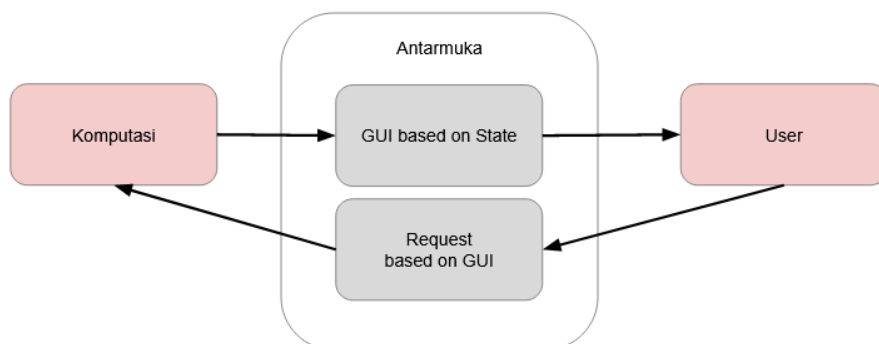 Antarmuka
Komputasi
GUI based on State
User
Request
based on GUI